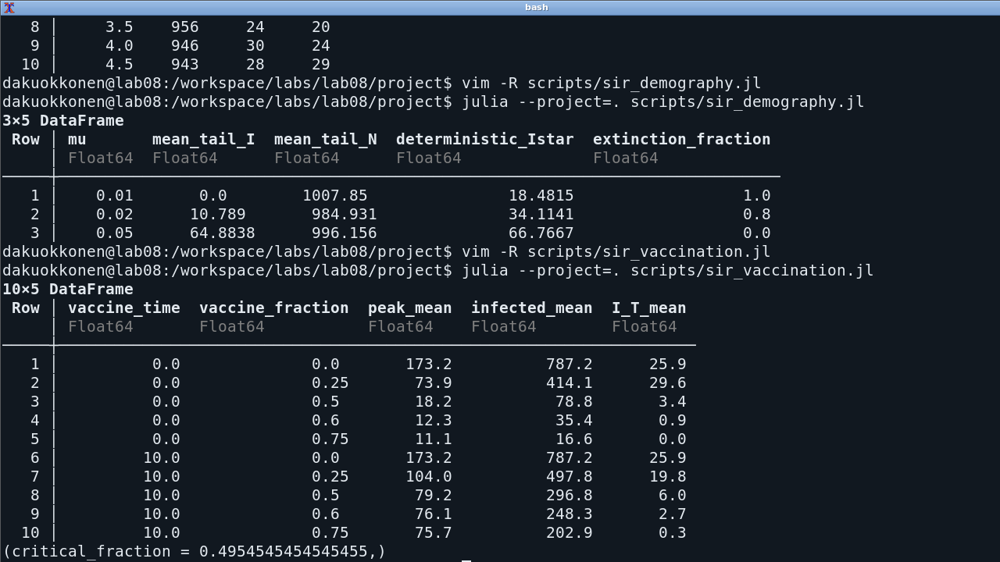 bash
8 │ 3.5 956 24 20
9 │ 4.0 946 30 24
10 │ 4.5 943 28 29
dakuokkonen@lab08:/workspace/labs/lab08/project$ vim -R scripts/sir_demography.jl
dakuokkonen@lab08:/workspace/labs/lab08/project$ julia --project=. scripts/sir_demography.jl
3×5 DataFrame
Row │ mu mean_tail_I mean_tail_N deterministic_Istar extinction_fraction
│ Float64 Float64 Float64 Float64 Float64
1 │ 0.01 0.0 1007.85 18.4815 1.0
2 │ 0.02 10.789 984.931 34.1141 0.8
3 │ 0.05 64.8838 996.156 66.7667 0.0
dakuokkonen@lab08:/workspace/labs/lab08/project$ vim -R scripts/sir_vaccination.jl
dakuokkonen@lab08:/workspace/labs/lab08/project$ julia --project=. scripts/sir_vaccination.jl
10×5 DataFrame
Row │ vaccine_time vaccine_fraction peak_mean infected_mean I_T_mean
│ Float64 Float64 Float64 Float64 Float64
1 │ 0.0 0.0 173.2 787.2 25.9
2 │ 0.0 0.25 73.9 414.1 29.6
3 │ 0.0 0.5 18.2 78.8 3.4
4 │ 0.0 0.6 12.3 35.4 0.9
5 │ 0.0 0.75 11.1 16.6 0.0
6 │ 10.0 0.0 173.2 787.2 25.9
7 │ 10.0 0.25 104.0 497.8 19.8
8 │ 10.0 0.5 79.2 296.8 6.0
9 │ 10.0 0.6 76.1 248.3 2.7
10 │ 10.0 0.75 75.7 202.9 0.3
(critical_fraction = 0.4954545454545455,)